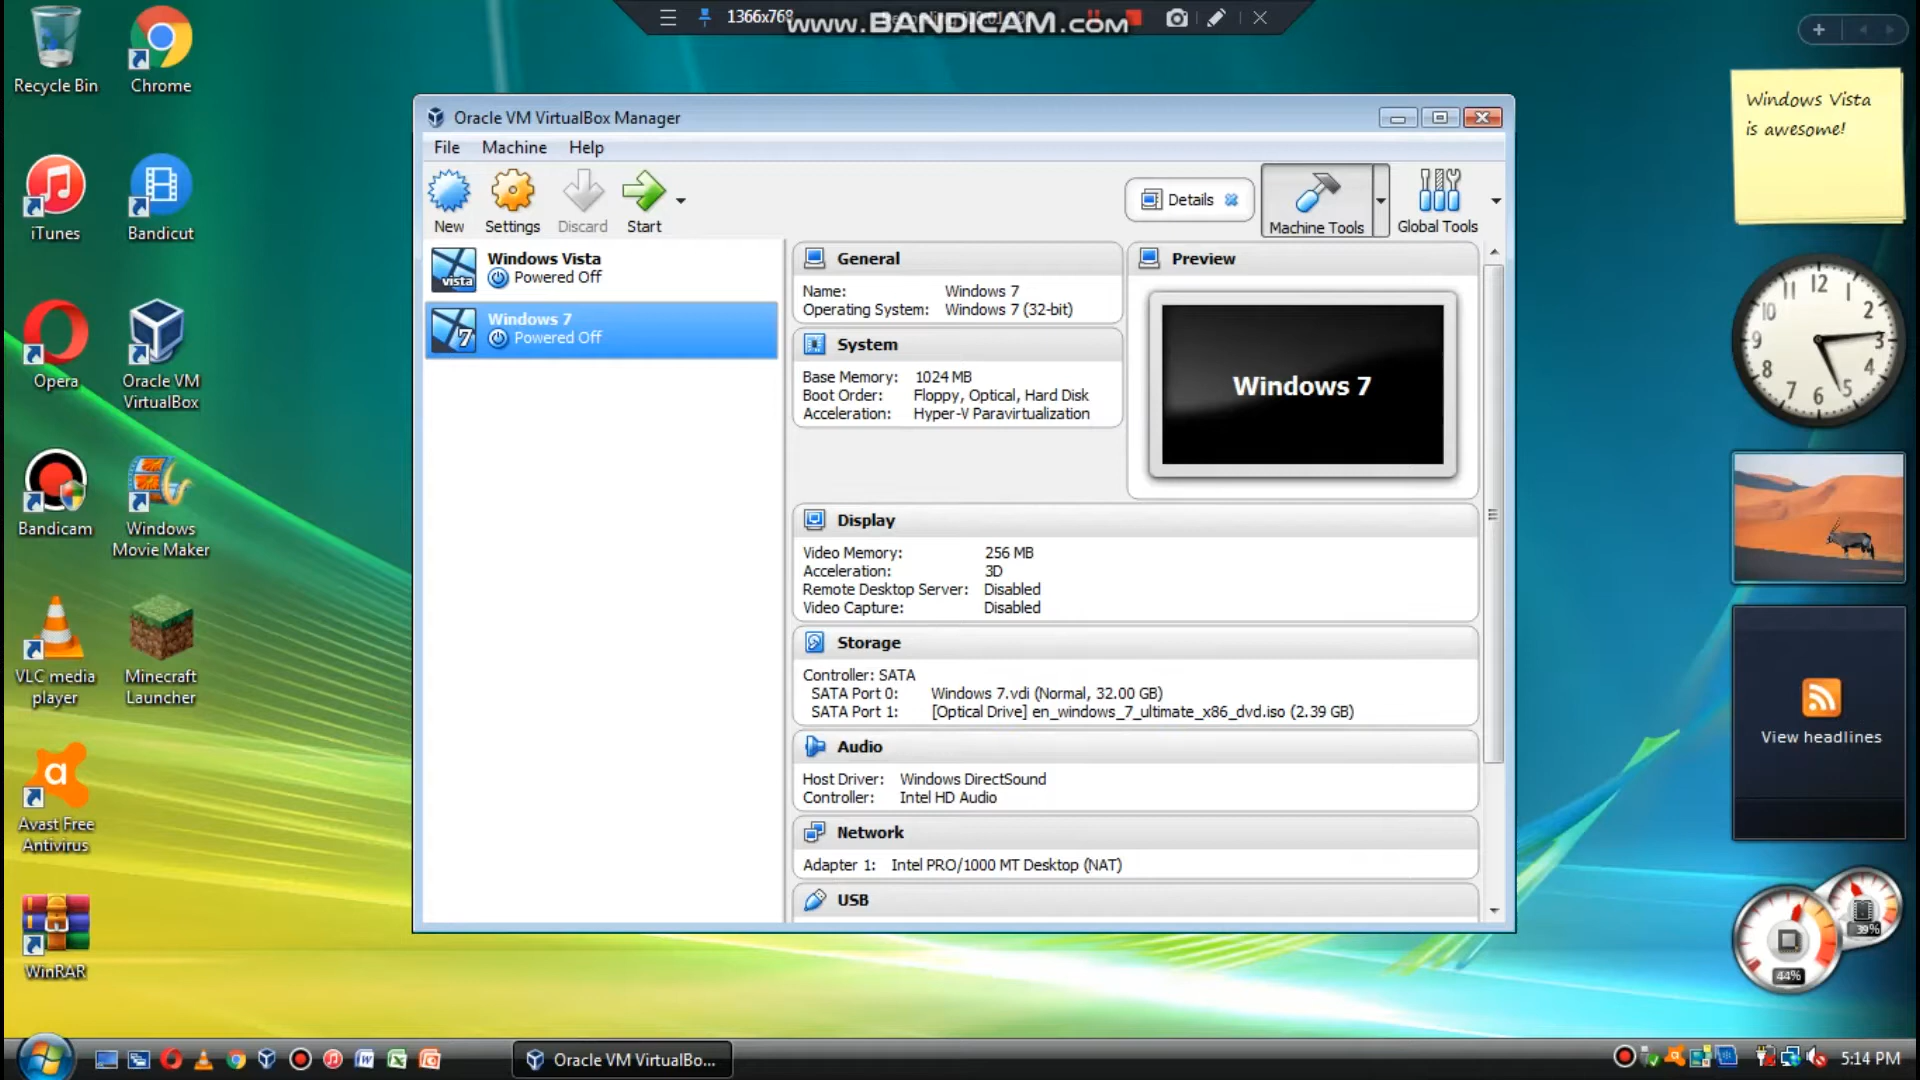 1366x768
www.BANDICAM.com
Recycle Bin
Chrome
iTunes
Bandicut
Opera
Oracle VM
VirtualBox
Bandicam
Windows
Movie Maker
VLC media
player
Minecraft
Launcher
Avast Free
Antivirus
WinRAR
Oracle VM VirtualBox Manager
File Machine Help
New Settings Discard Start
Details
Machine Tools
Global Tools
Windows Vista
Powered Off
vista
Windows 7
Powered Off
7
General
Name: Windows 7
Operating System: Windows 7 (32-bit)
System
Base Memory: 1024 MB
Boot Order: Floppy, Optical, Hard Disk
Acceleration: Hyper-V Paravirtualization
Preview
Windows 7
Display
Video Memory: 256 MB
Acceleration: 3D
Remote Desktop Server: Disabled
Video Capture: Disabled
Storage
Controller: SATA
SATA Port 0: Windows 7.vdi (Normal, 32.00 GB)
SATA Port 1: [Optical Drive] en_windows_7_ultimate_x86_dvd.iso (2.39 GB)
Audio
Host Driver: Windows DirectSound
Controller: Intel HD Audio
Network
Adapter 1: Intel PRO/1000 MT Desktop (NAT)
USB
Windows Vista
is awesome!
12
1
2
3
4
5
6
7
8
9
10
11
View headlines
39%
44%
Oracle VM VirtualBo...
5:14 PM